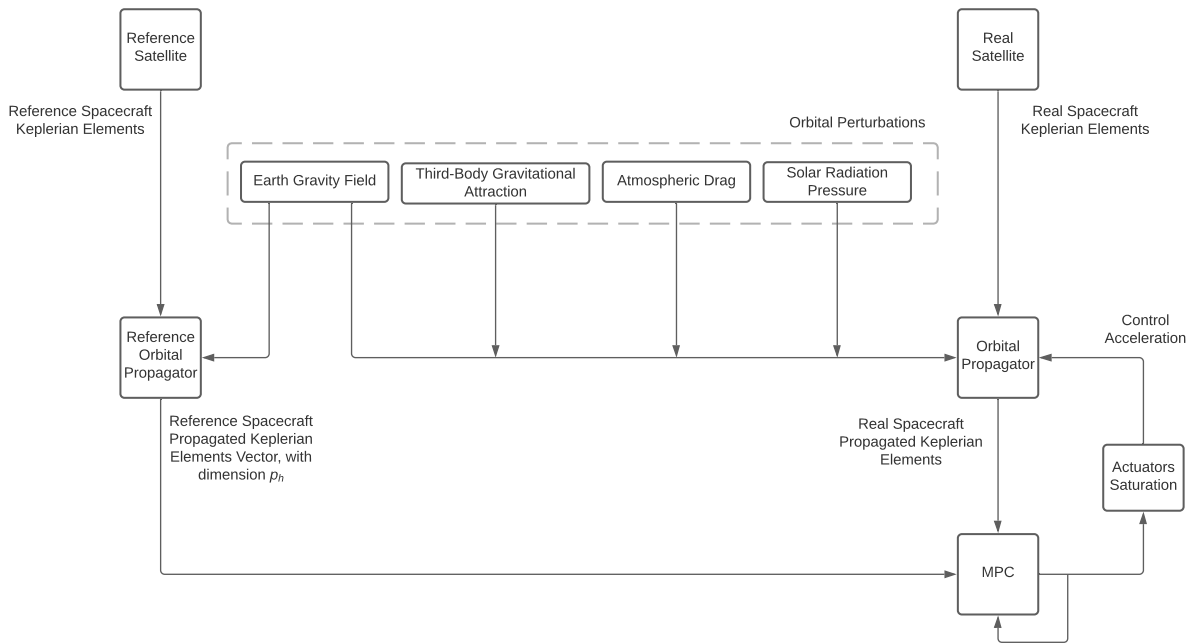 Reference
Satellite
Real
Satellite
Reference Spacecraft
Keplerian Elements
Real Spacecraft
Keplerian Elements
Orbital Perturbations
Earth Gravity Field
Third-Body Gravitational
Attraction
Atmospheric Drag
Solar Radiation
Pressure
Reference
Orbital
Propagator
Orbital
Propagator
Control
Acceleration
Reference Spacecraft
Propagated Keplerian
Elements Vector, with
dimension pₕ
Real Spacecraft
Propagated Keplerian
Elements
Actuators
Saturation
MPC